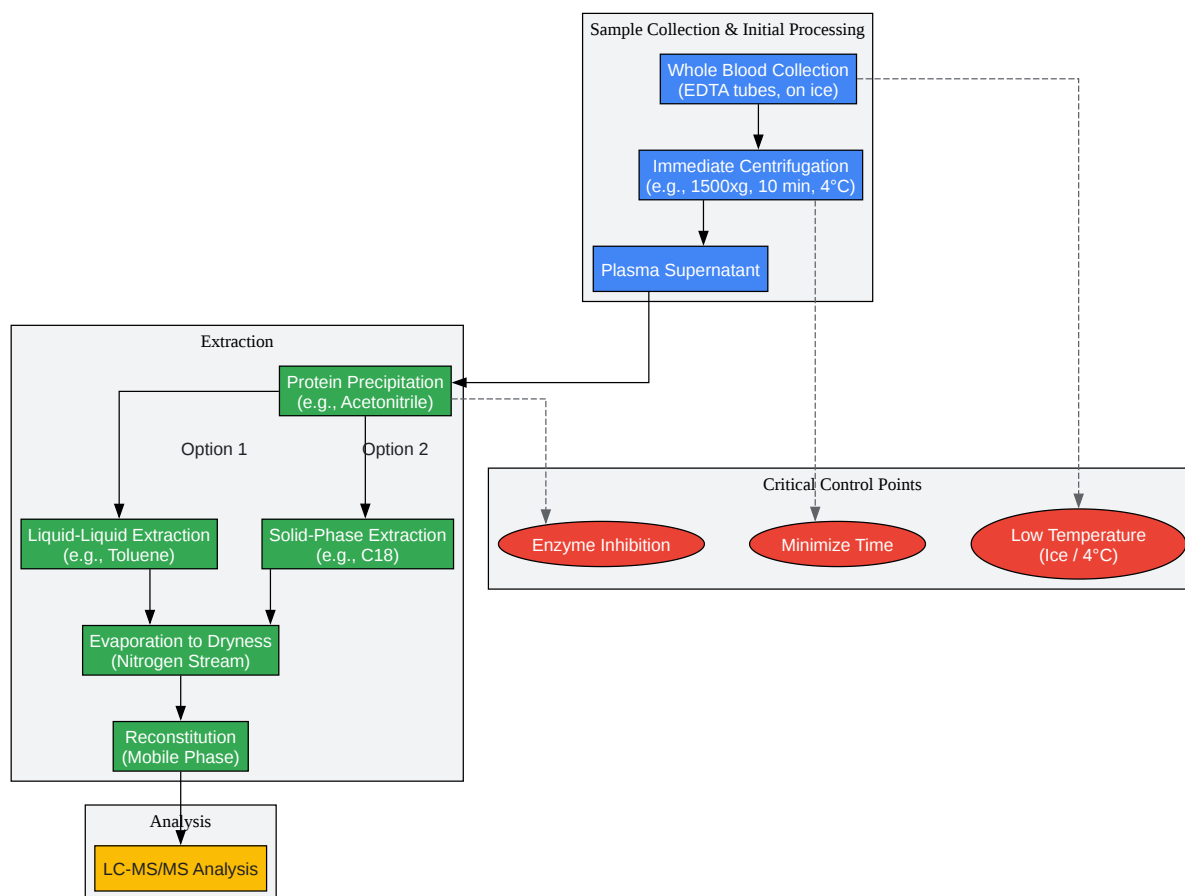 Sample Collection & Initial Processing
Whole Blood Collection
(EDTA tubes, on ice)
Immediate Centrifugation
(e.g., 1500xg, 10 min, 4°C)
Plasma Supernatant
Extraction
Protein Precipitation
(e.g., Acetonitrile)
Option 1
Option 2
Liquid-Liquid Extraction
(e.g., Toluene)
Solid-Phase Extraction
(e.g., C18)
Evaporation to Dryness
(Nitrogen Stream)
Reconstitution
(Mobile Phase)
Critical Control Points
Enzyme Inhibition
Minimize Time
Low Temperature
(Ice / 4°C)
Analysis
LC-MS/MS Analysis